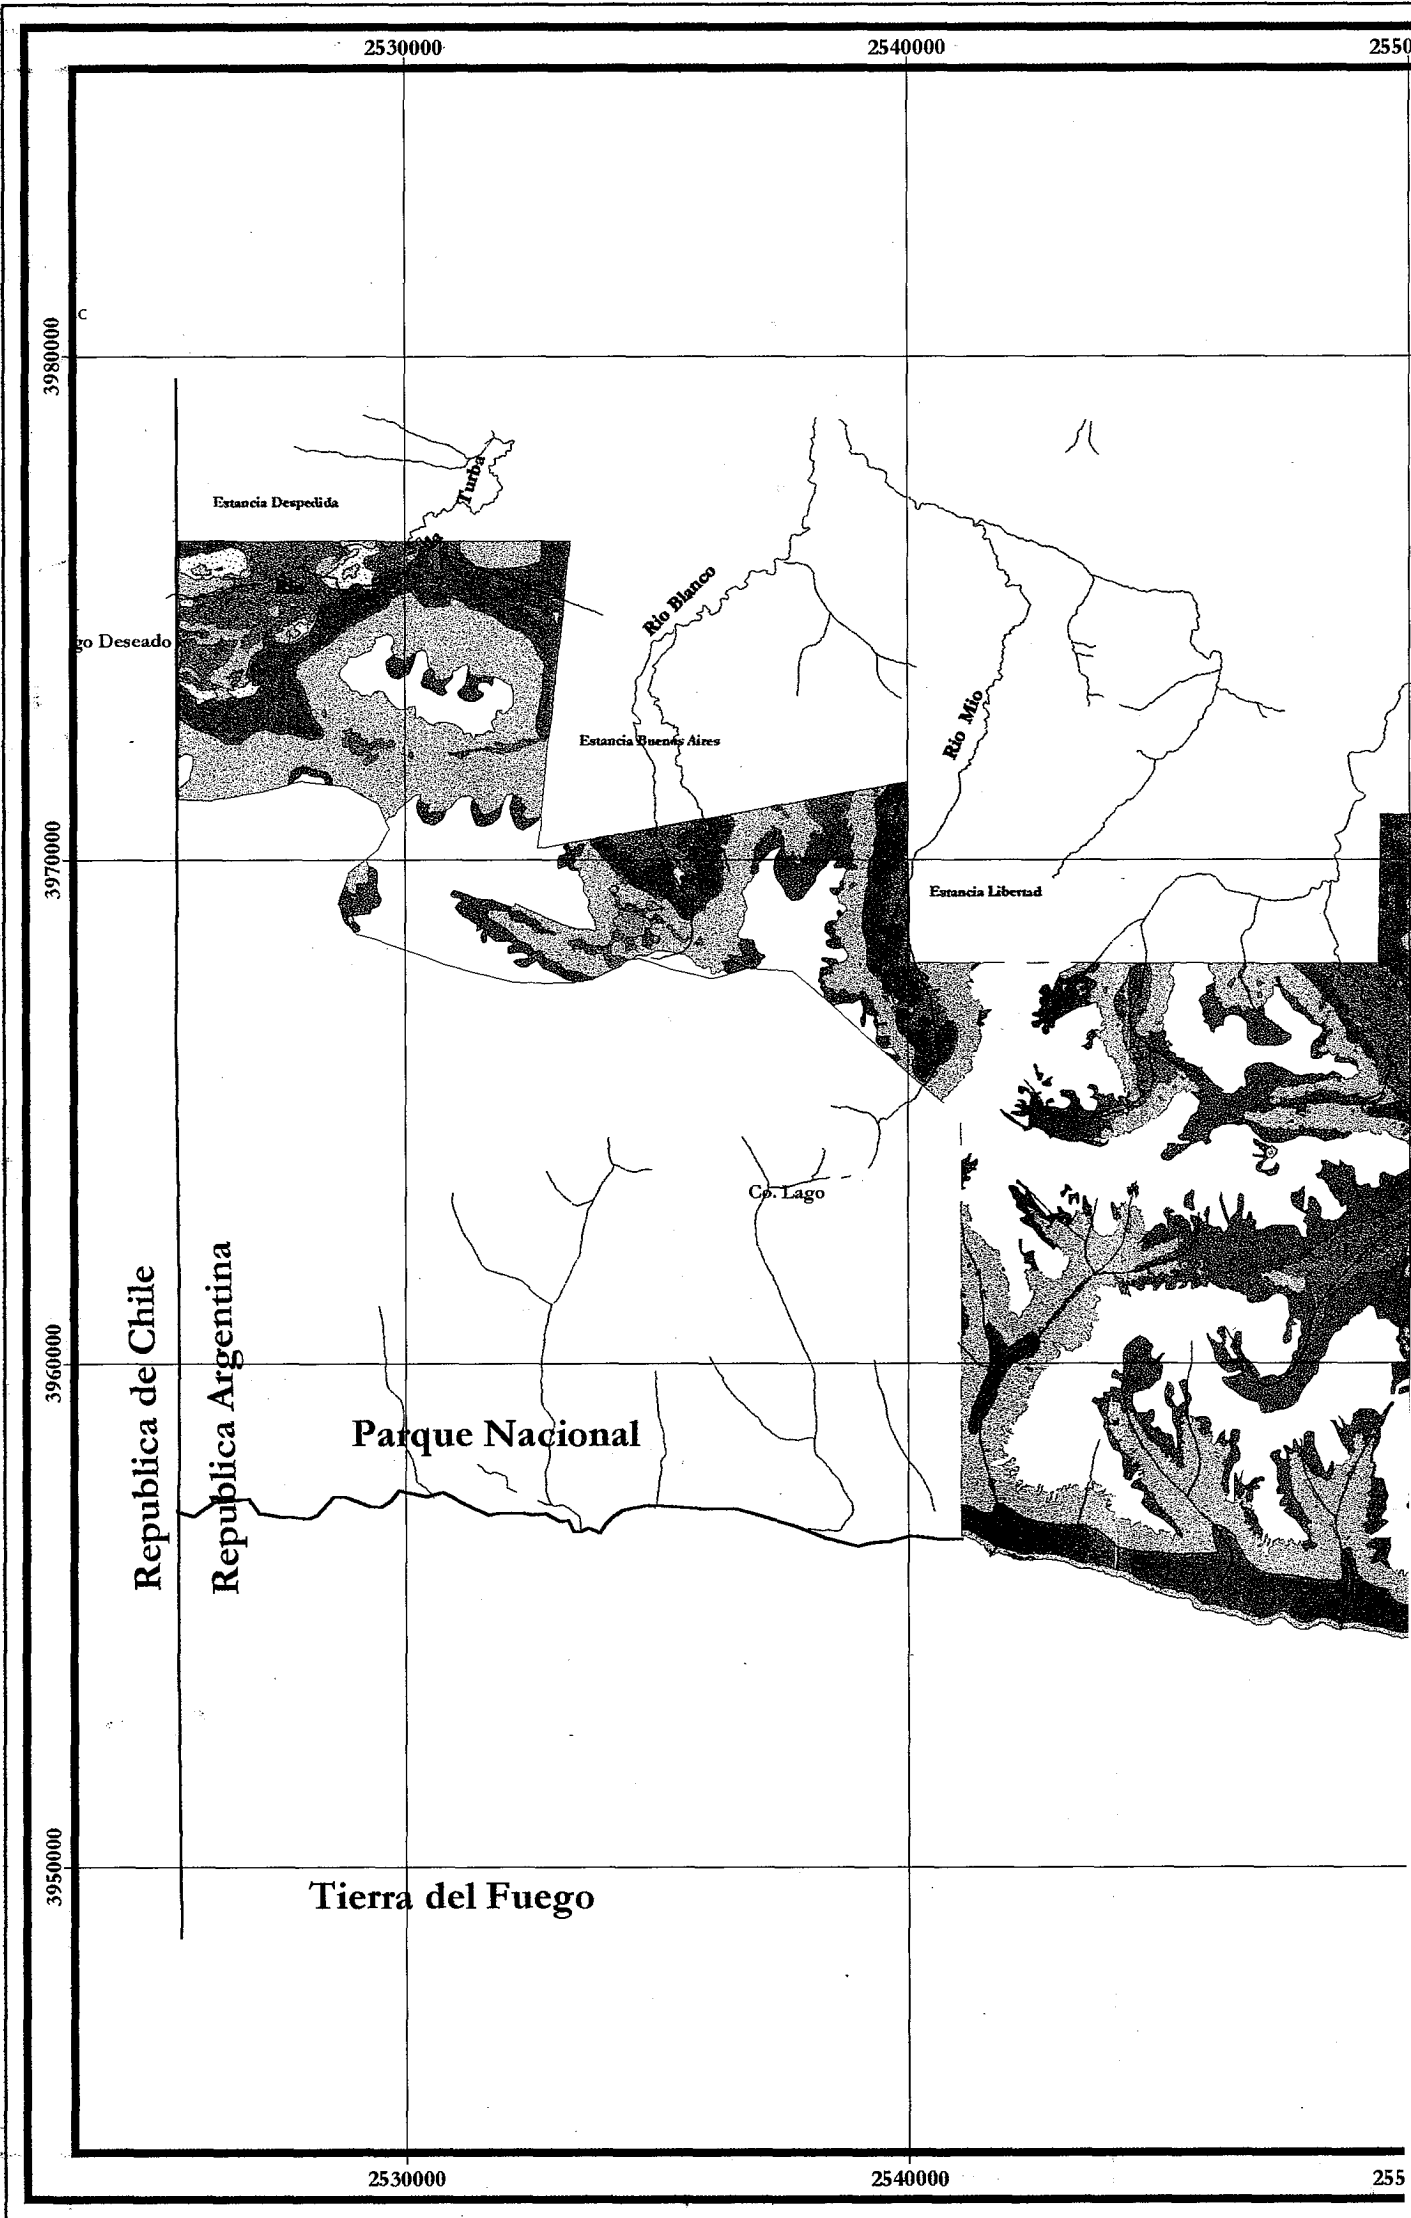 2530000
2540000
2550
C
3980000
Turba
Estancia Despedida
Rio
Rio Blanco
go Deseado
Rio Mio
Estancia Buenos Aires
3970000
Estancia Libertad
Co. Lago
Republica de Chile
Republica Argentina
3960000
Parque Nacional
3950000
Tierra del Fuego
2530000
2540000
255